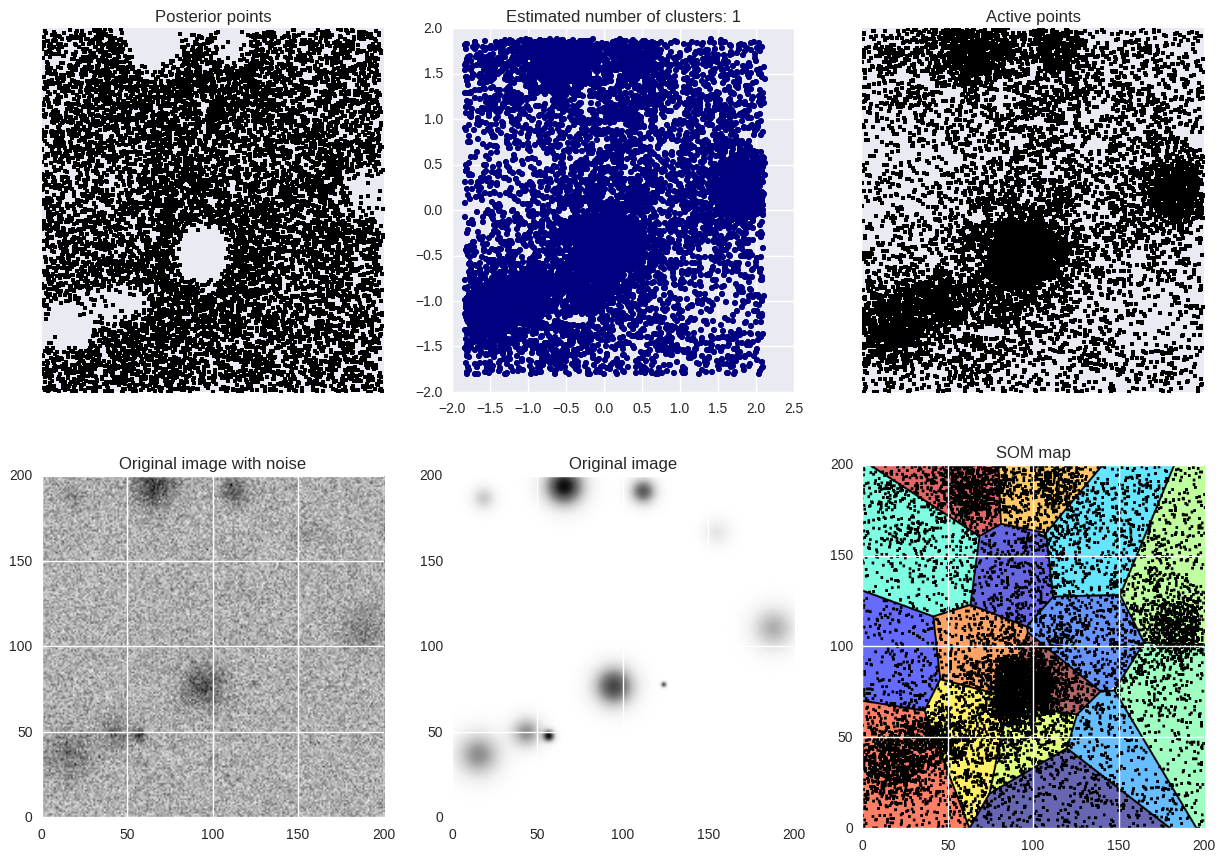 Posterior points
Estimated number of clusters: 1
Active points
2.0
1.5
1.0
0.5
0.0
−0.5
−1.0
−1.5
−2.0
−2.0 −1.5 −1.0 −0.5 0.0 0.5 1.0 1.5 2.0 2.5
Original image with noise
Original image
SOM map
200
150
100
50
0
0 50 100 150 200
200
150
100
50
0
0 50 100 150 200
200
150
100
50
0
0 50 100 150 200